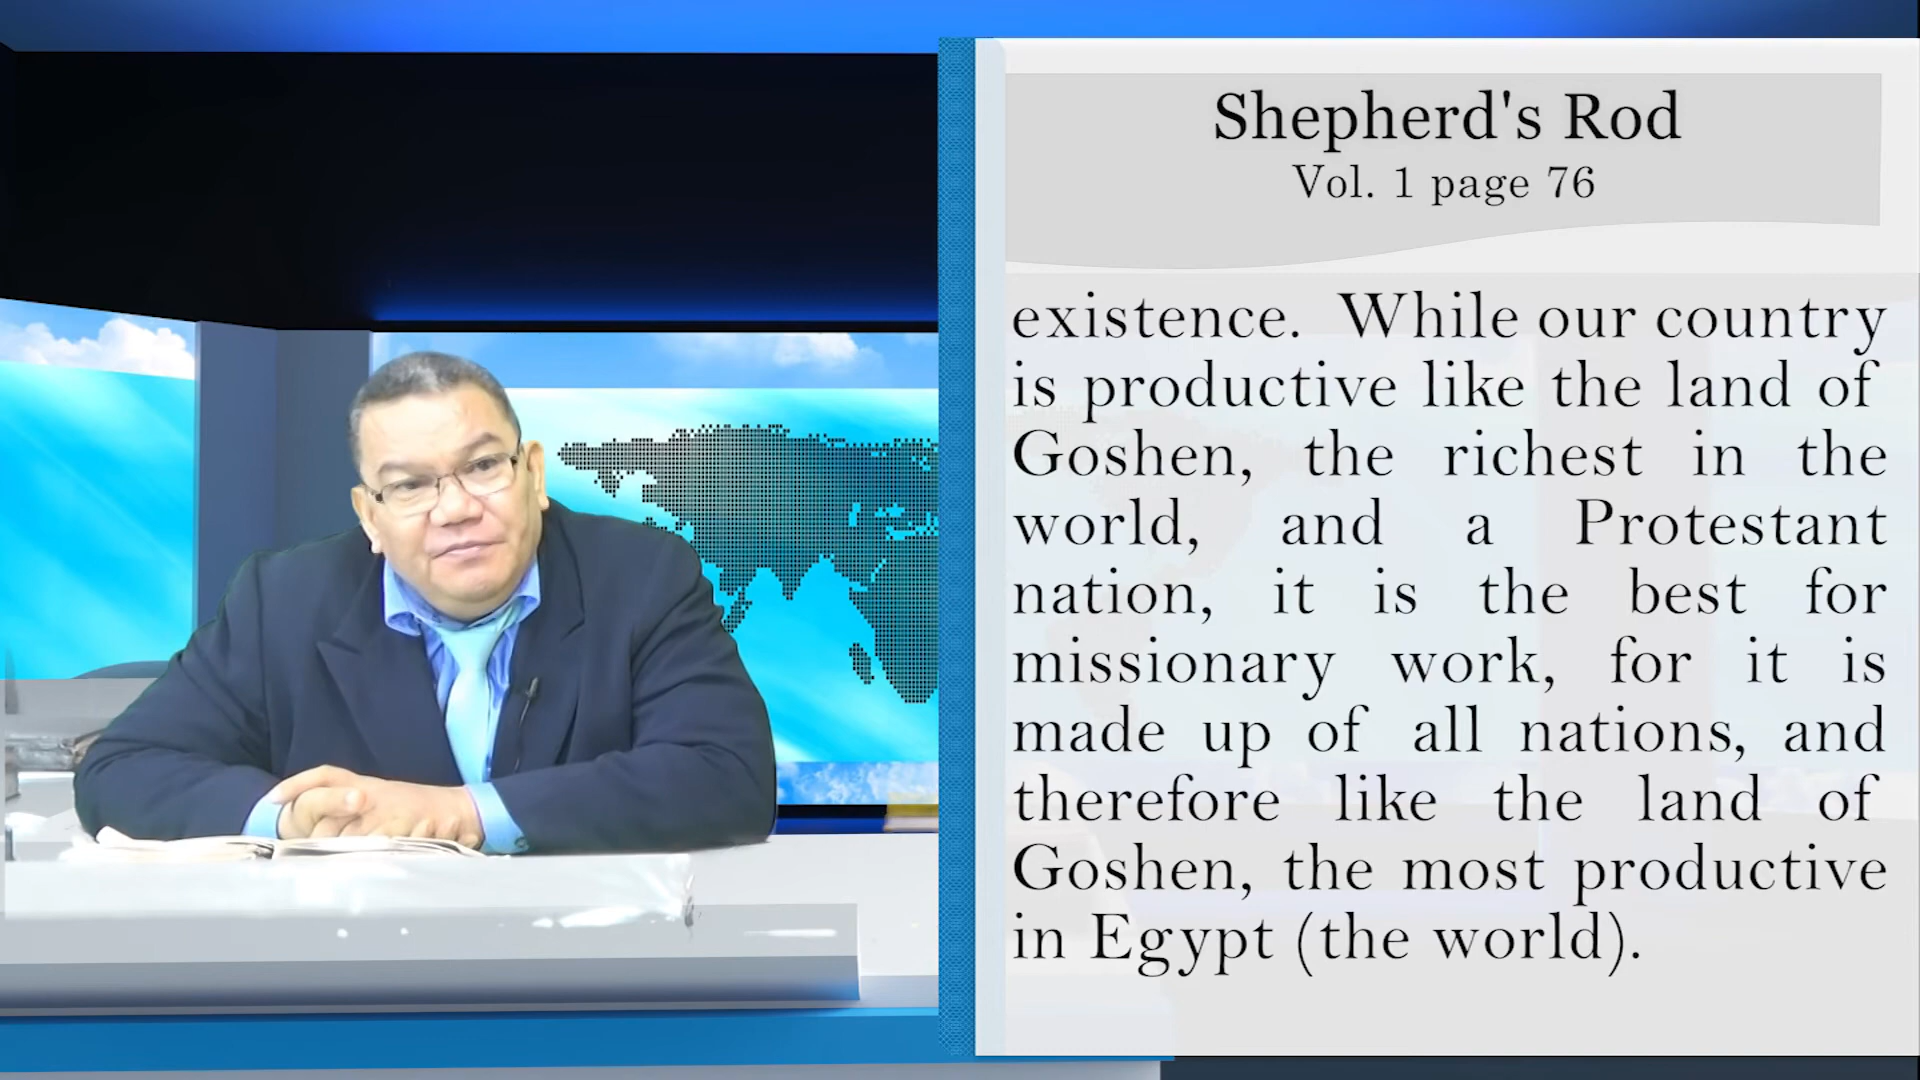 Shepherd's Rod
Vol. 1 page 76
existence. While our country
is productive like the land of
Goshen, the richest in the
world, and a Protestant
nation, it is the best for
missionary work, for it is
made up of all nations, and
therefore like the land of
Goshen, the most productive
in Egypt (the world).